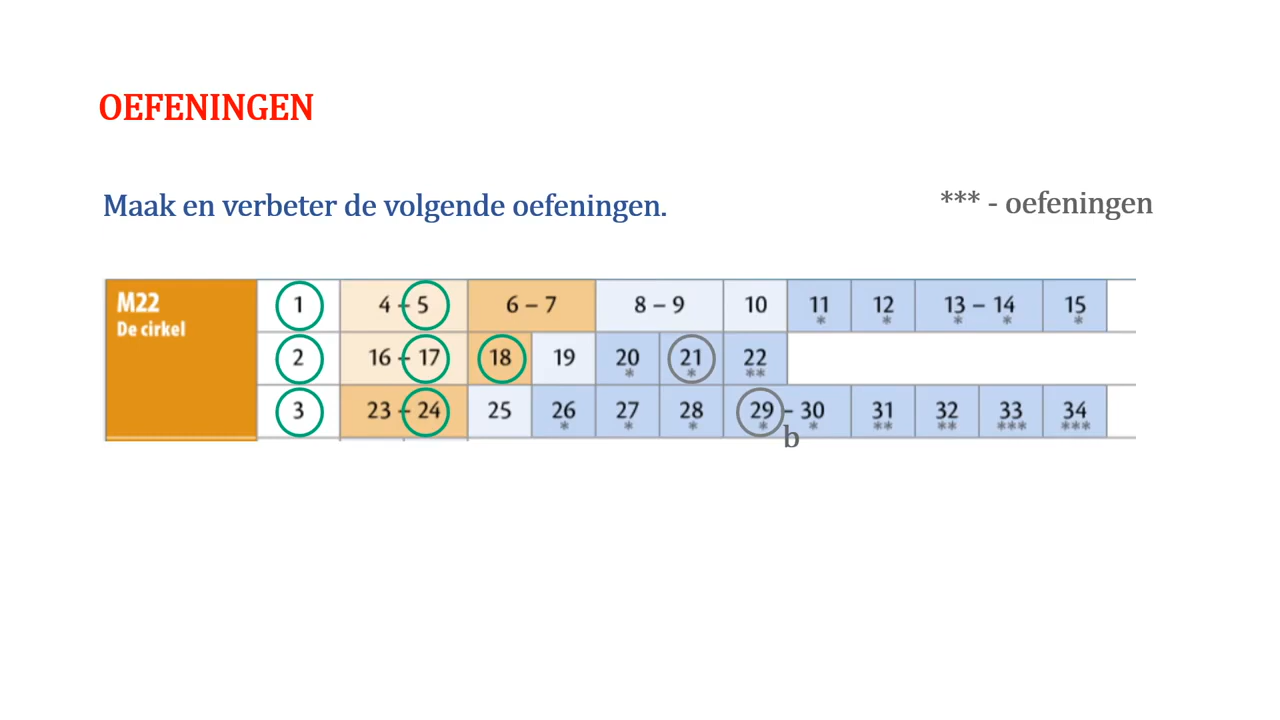 OEFENINGEN
Maak en verbeter de volgende oefeningen.
*** - oefeningen
M22
De cirkel
1 4 – 5 6 – 7 8 – 9 10 11 * 12 * 13 * – 14 * 15 *
2 16 – 17 18 19 20 * 21 * 22 **
3 23 – 24 25 26 * 27 * 28 * 29 * – 30 * 31 ** 32 ** 33 *** 34 ***
b